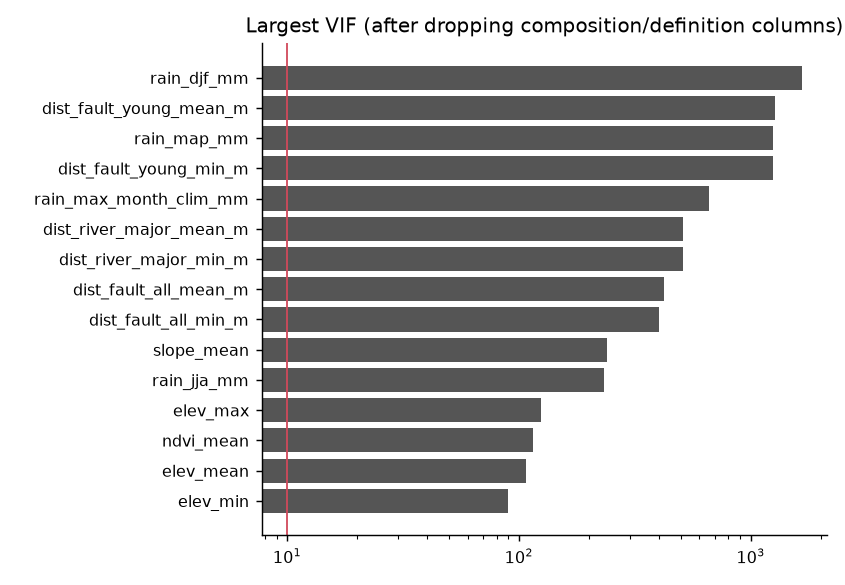 Largest VIF (after dropping composition/definition columns)
rain_djf_mm
dist_fault_young_mean_m
rain_map_mm
dist_fault_young_min_m
rain_max_month_clim_mm
dist_river_major_mean_m
dist_river_major_min_m
dist_fault_all_mean_m
dist_fault_all_min_m
slope_mean
rain_jja_mm
elev_max
ndvi_mean
elev_mean
elev_min
10¹ 10² 10³